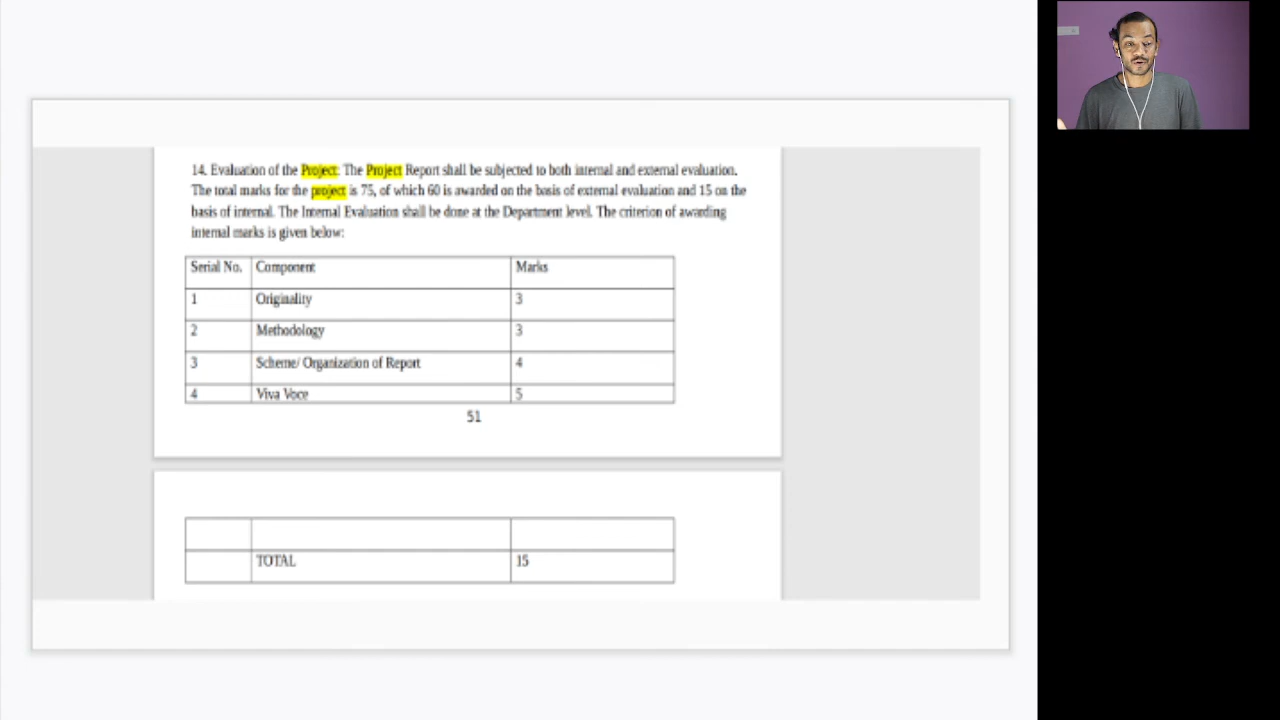 14. Evaluation of the Project: The Project Report shall be subjected to both internal and external evaluation.
The total marks for the project is 75, of which 60 is awarded on the basis of external evaluation and 15 on the
basis of internal. The Internal Evaluation shall be done at the Department level. The criterion of awarding
internal marks is given below:
Serial No. Component Marks
1 Originality 3
2 Methodology 3
3 Scheme/ Organization of Report 4
4 Viva Voce 5
51
TOTAL 15